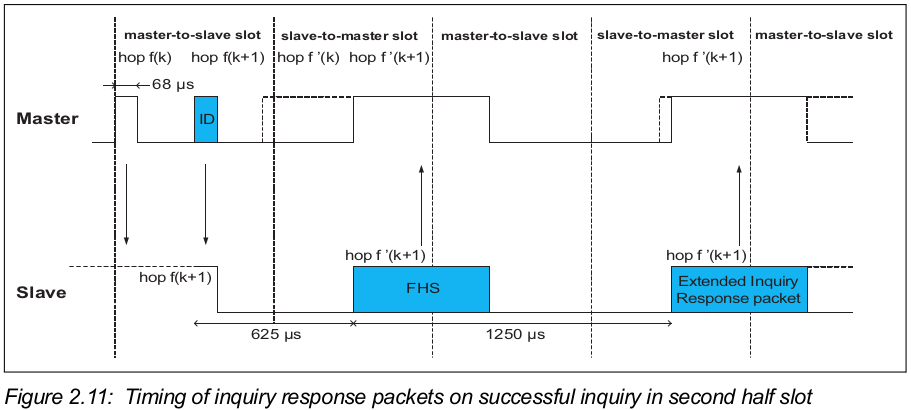 master-to-slave slot slave-to-master slot master-to-slave slot slave-to-master slot master-to-slave slot
hop f(k) hop f(k+1) hop f '(k) hop f '(k+1) hop f '(k+1)
68 µs
Master
ID
hop f '(k+1) hop f '(k+1)
hop f(k+1)
Slave
FHS
Extended Inquiry
Response packet
625 µs 1250 µs
Figure 2.11: Timing of inquiry response packets on successful inquiry in second half slot